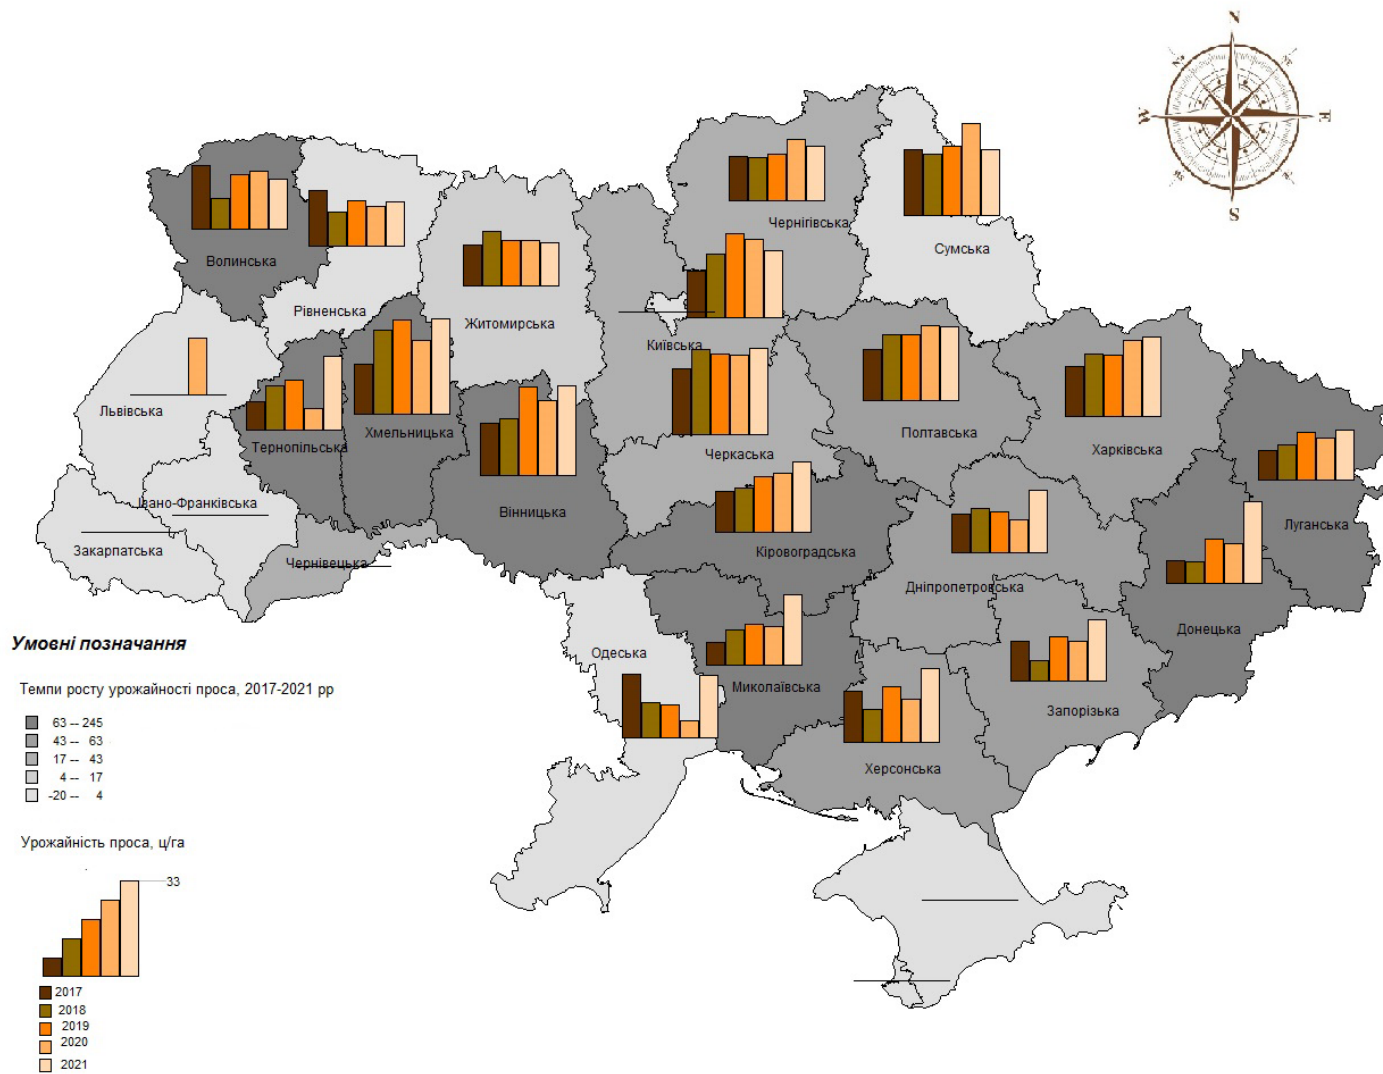 N
W
E
S
Чернігівська
Сумська
Волинська
Рівненська
Житомирська
Київська
Львівська
Тернопільська
Хмельницька
Полтавська
Харківська
Черкаська
Івано-Франківська
Вінницька
Луганська
Закарпатська
Чернівецька
Кіровоградська
Дніпропетровська
Донецька
Одеська
Миколаївська
Запорізька
Херсонська
Умовні позначання
Темпи росту урожайності проса, 2017-2021 рр
63 -- 245
43 -- 63
17 -- 43
4 -- 17
-20 -- 4
Урожайність проса, ц/га
33
2017
2018
2019
2020
2021